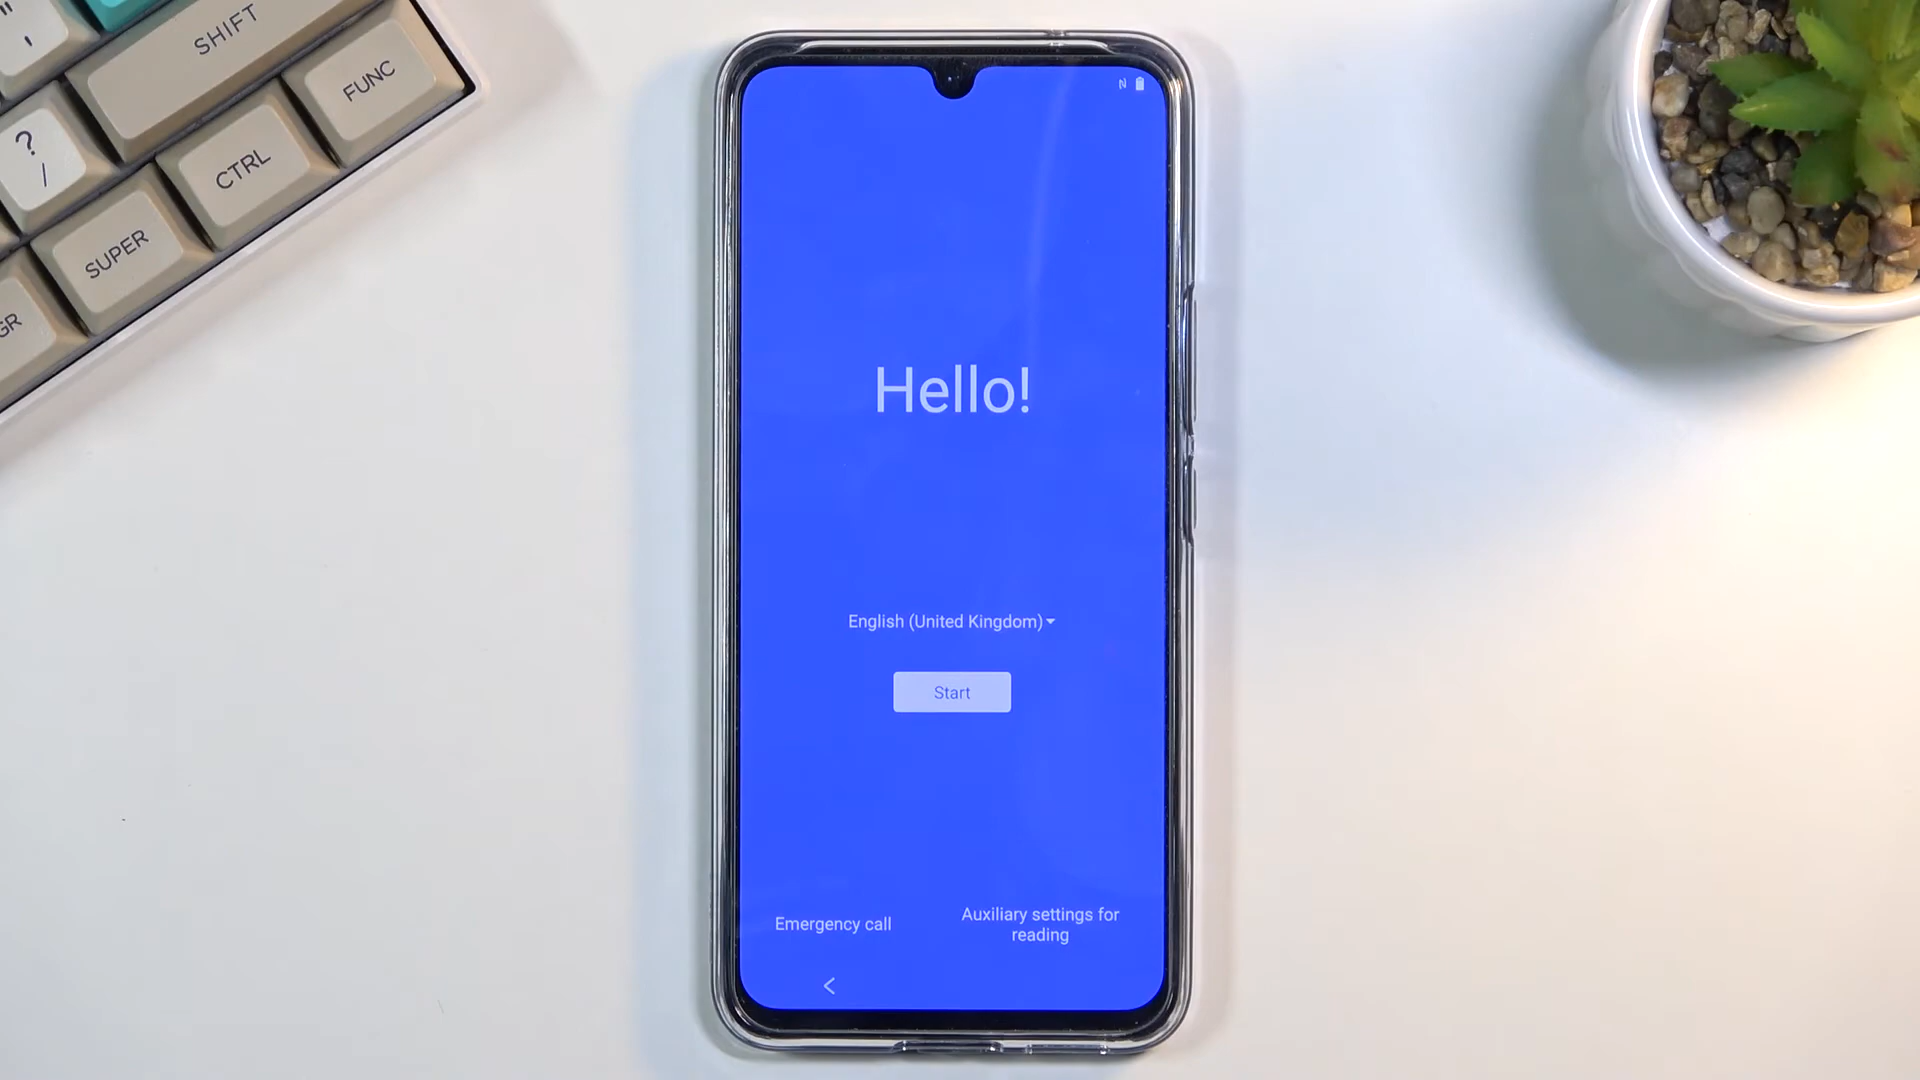 "
,
SHIFT
FUNC
?
/
CTRL
SUPER
GR
N
Hello!
English (United Kingdom)
Start
Emergency call
Auxiliary settings for
reading